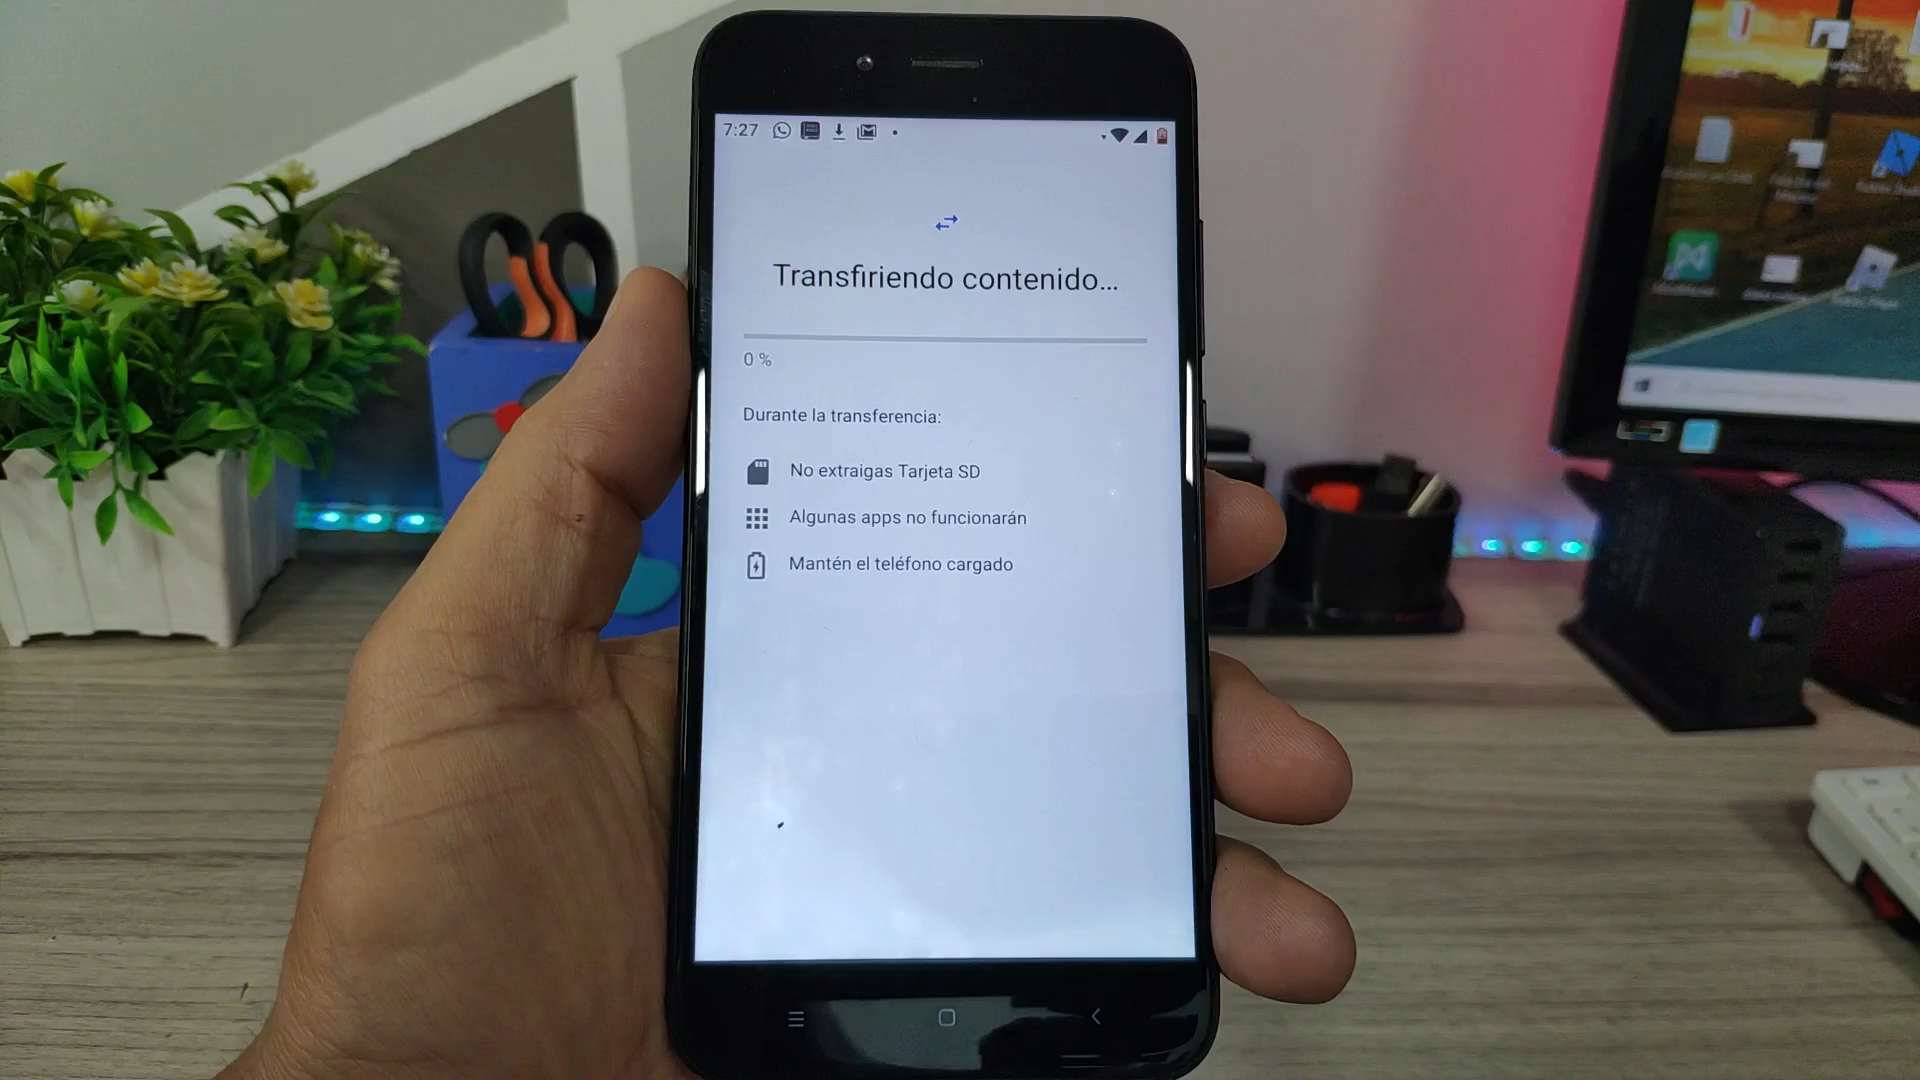 7:27
Transfiriendo contenido...
0 %
Durante la transferencia:
No extraigas Tarjeta SD
Algunas apps no funcionarán
Mantén el teléfono cargado